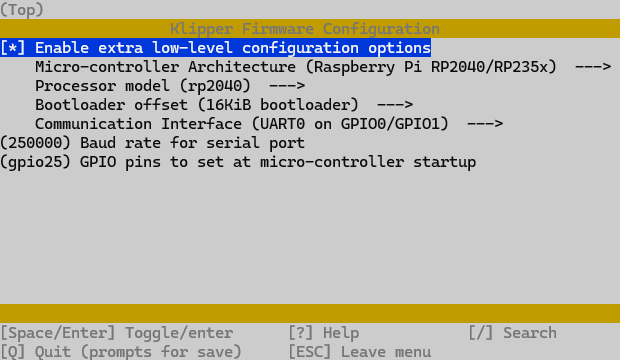 (Top)
Klipper Firmware Configuration
[*] Enable extra low-level configuration options
Micro-controller Architecture (Raspberry Pi RP2040/RP235x)  --->
Processor model (rp2040)  --->
Bootloader offset (16KiB bootloader)  --->
Communication Interface (UART0 on GPIO0/GPIO1)  --->
(250000) Baud rate for serial port
(gpio25) GPIO pins to set at micro-controller startup
[Space/Enter] Toggle/enter [?] Help [/] Search
[Q] Quit (prompts for save) [ESC] Leave menu